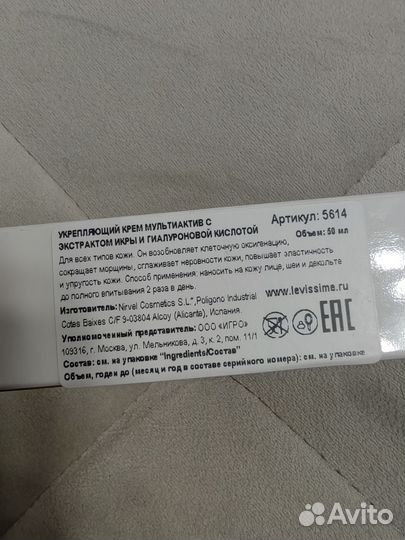 Артикул: 5614
УКРЕПЛЯЮЩИЙ КРЕМ МУЛЬТИАКТИВ С
ЭКСТРАКТОМ ИКРЫ И ГИАЛУРОНОВОЙ КИСЛОТОЙ
Объем: 50 мл
Для всех типов кожи. Он возобновляет клеточную оксигенацию,
сокращает морщины, сглаживает неровности кожи, повышает эластичность
и упругость кожи. Способ применения: наносить на кожу лица, шеи и декольте
до полного впитывания 2 раза в день.
Изготовитель: Nirvel Cosmetics S.L", Poligono Industrial
Cotes Baixes C/F 9-03804 Alcoy (Alicante), Испания.
www.levissime.ru
Уполномоченный представитель: ООО «ИГРО»
109316, г. Москва, ул. Мельникова, д. 3, к. 2, пом. 11/1
EAC
Состав: см. на упаковке "Ingredients/Состав"
Объем, годен до (месяц и год в составе серийного номера): см. на упаковке
Avito